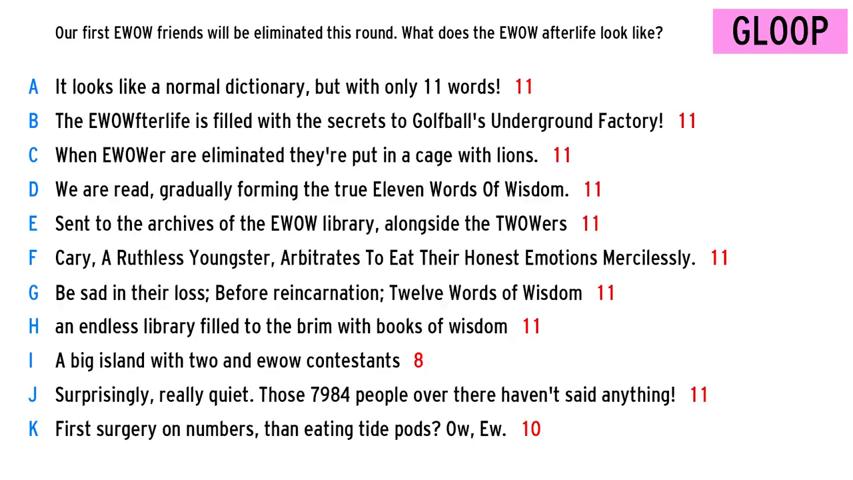 Our first EWOW friends will be eliminated this round. What does the EWOW afterlife look like?
GLOOP
A It looks like a normal dictionary, but with only 11 words! 11
B The EWOWfterlife is filled with the secrets to Golfball's Underground Factory! 11
C When EWOWer are eliminated they're put in a cage with lions. 11
D We are read, gradually forming the true Eleven Words Of Wisdom. 11
E Sent to the archives of the EWOW library, alongside the TWOWers 11
F Cary, A Ruthless Youngster, Arbitrates To Eat Their Honest Emotions Mercilessly. 11
G Be sad in their loss; Before reincarnation; Twelve Words of Wisdom 11
H an endless library filled to the brim with books of wisdom 11
I A big island with two and ewow contestants 8
J Surprisingly, really quiet. Those 7984 people over there haven't said anything! 11
K First surgery on numbers, than eating tide pods? Ow, Ew. 10